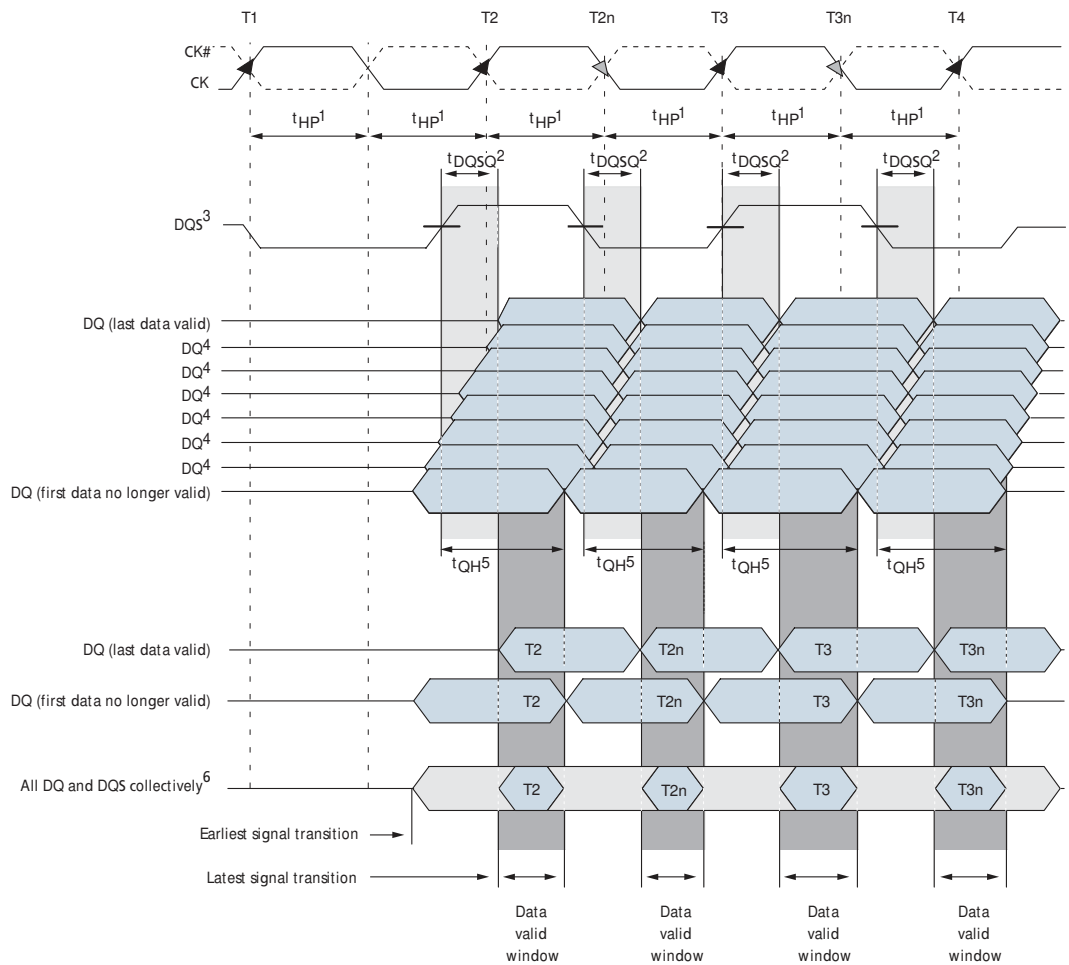 T1 T2 T2n T3 T3n T4
CK#
CK
tHP1 tHP1 tHP1 tHP1 tHP1 tHP1
tDQSQ2 tDQSQ2 tDQSQ2 tDQSQ2
DQS3
DQ (last data valid)
DQ4
DQ4
DQ4
DQ4
DQ4
DQ4
DQ (first data no longer valid)
tQH5 tQH5 tQH5 tQH5
DQ (last data valid) T2 T2n T3 T3n
DQ (first data no longer valid) T2 T2n T3 T3n
All DQ and DQS collectively6 T2 T2n T3 T3n
Earliest signal transition
Latest signal transition
Data Data Data Data
valid valid valid valid
window window window window